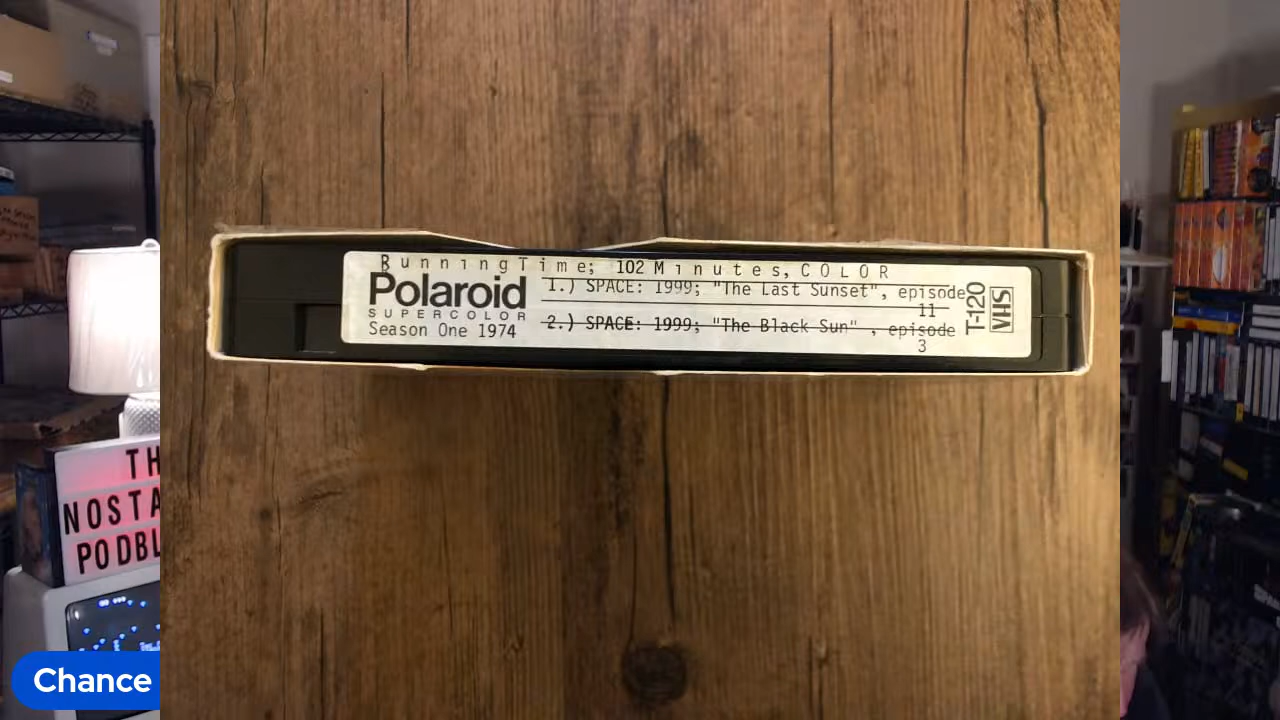 RunningTime; 102 Minutes, COLOR
Polaroid
SUPERCOLOR
Season One 1974
1.) SPACE: 1999; "The Last Sunset", episode
11
2.) SPACE: 1999; "The Black Sun" , episode
3
T-120
VHS
TH
NOSTA
PODBL
Chance